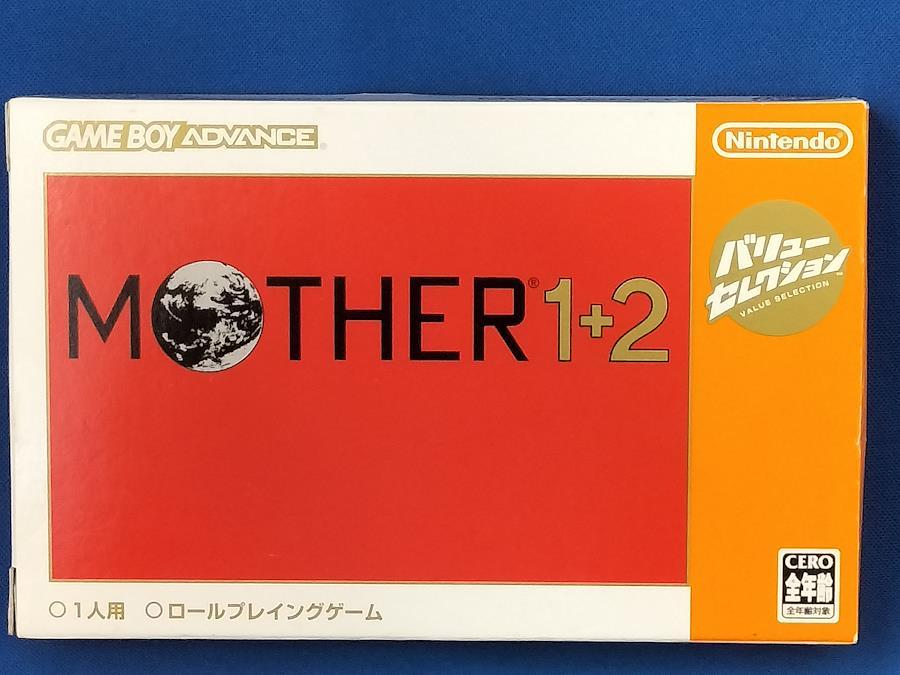 GAME BOY ADVANCE
Nintendo®
バリュー
セレクション™
VALUE SELECTION
MOTHER® 1+2
CERO
全年齢
全年齢対象
○1人用 ○ロールプレイングゲーム